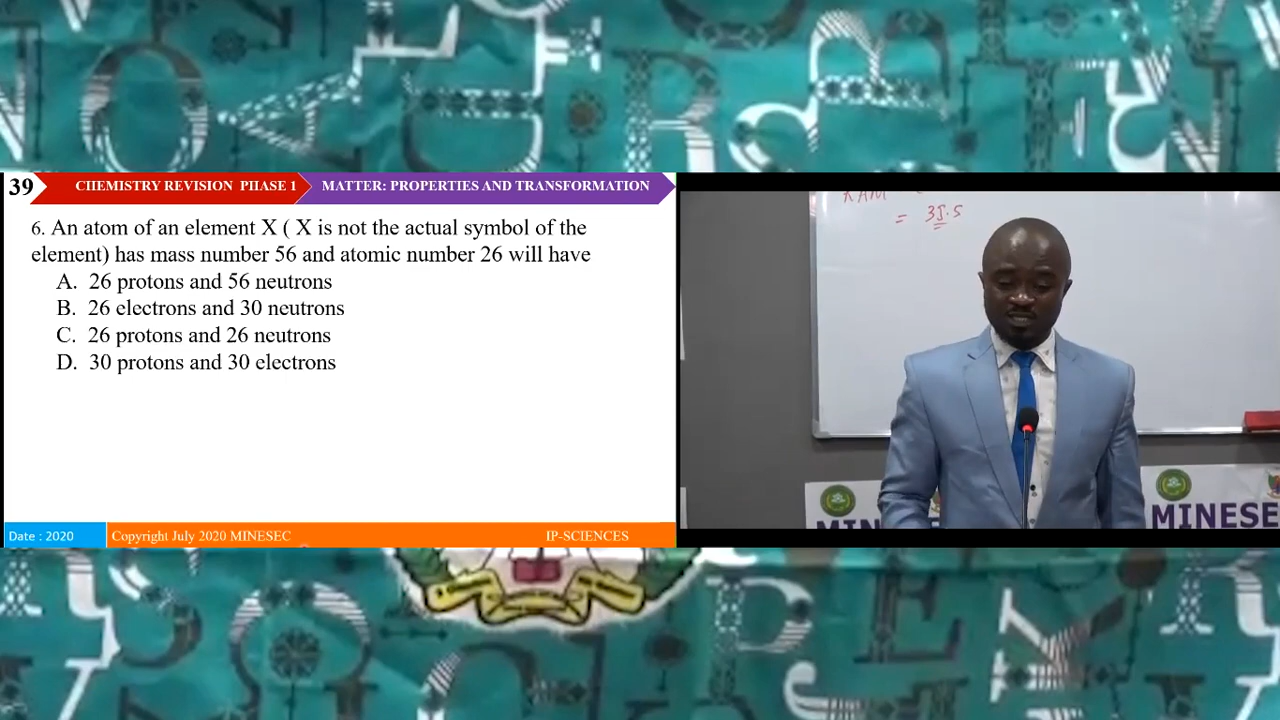 39
CHEMISTRY REVISION PHASE 1
MATTER: PROPERTIES AND TRANSFORMATION
6. An atom of an element X ( X is not the actual symbol of the
element) has mass number 56 and atomic number 26 will have
A. 26 protons and 56 neutrons
B. 26 electrons and 30 neutrons
C. 26 protons and 26 neutrons
D. 30 protons and 30 electrons
Date : 2020
Copyright July 2020 MINESEC
IP-SCIENCES
RAM
= 35.5
MINESE